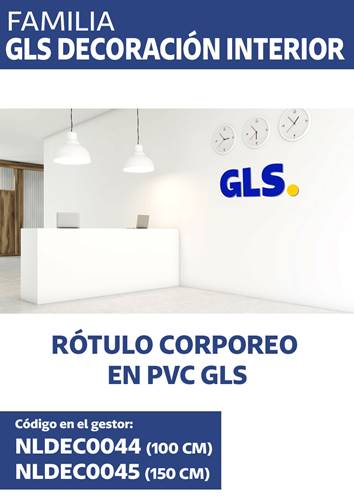 FAMILIA
GLS DECORACIÓN INTERIOR
GLS.
RÓTULO CORPOREO
EN PVC GLS
Código en el gestor:
NLDEC0044 (100 CM)
NLDEC0045 (150 CM)